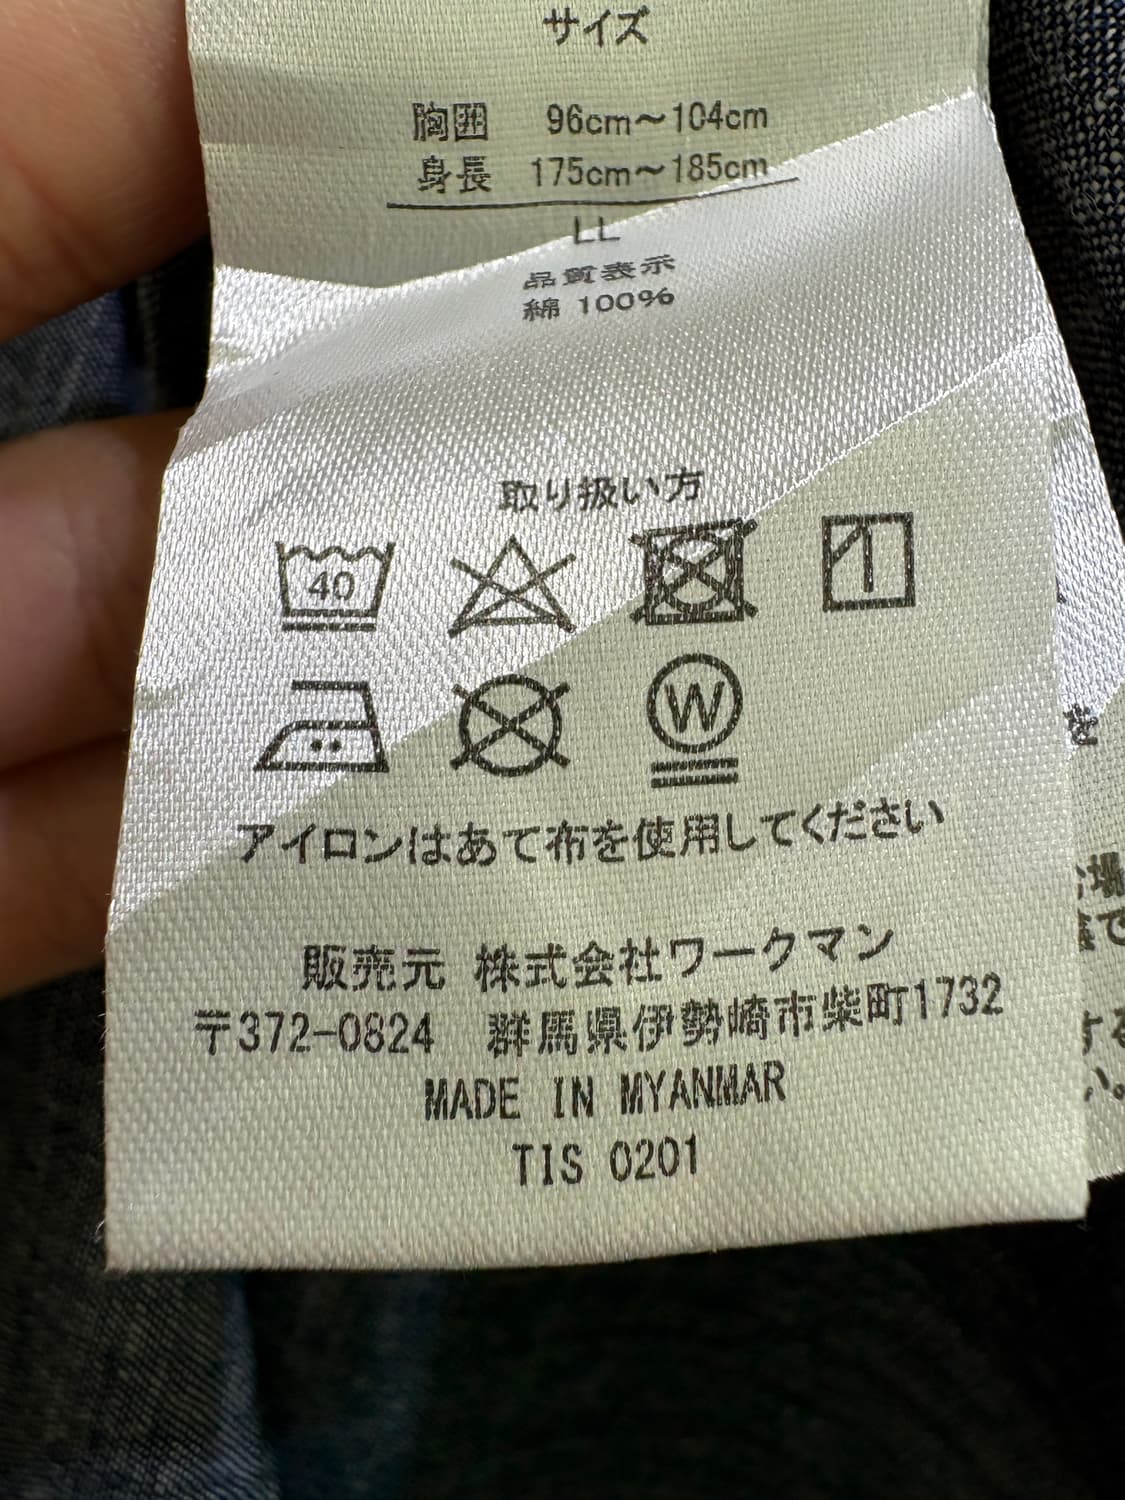 サイズ
胸囲 96cm～104cm
身長 175cm～185cm
LL
品質表示
綿 100%
取り扱い方
40
W
アイロンはあて布を使用してください
販売元 株式会社ワークマン
〒372-0824 群馬県伊勢崎市柴町1732
MADE IN MYANMAR
TIS 0201